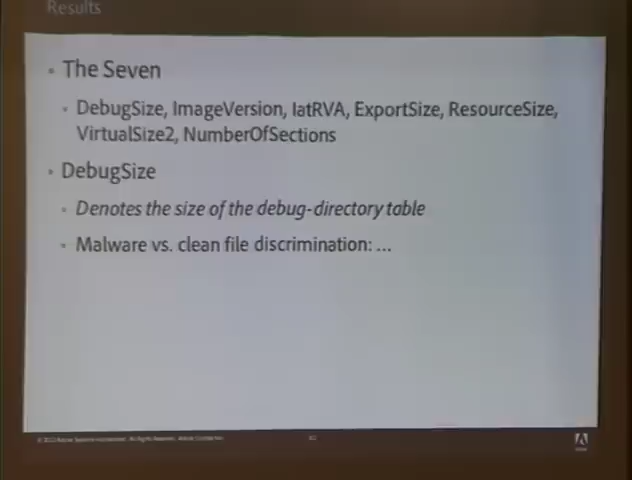 Results
• The Seven
• DebugSize, ImageVersion, IatRVA, ExportSize, ResourceSize,
VirtualSize2, NumberOfSections
• DebugSize
• Denotes the size of the debug-directory table
• Malware vs. clean file discrimination: ...